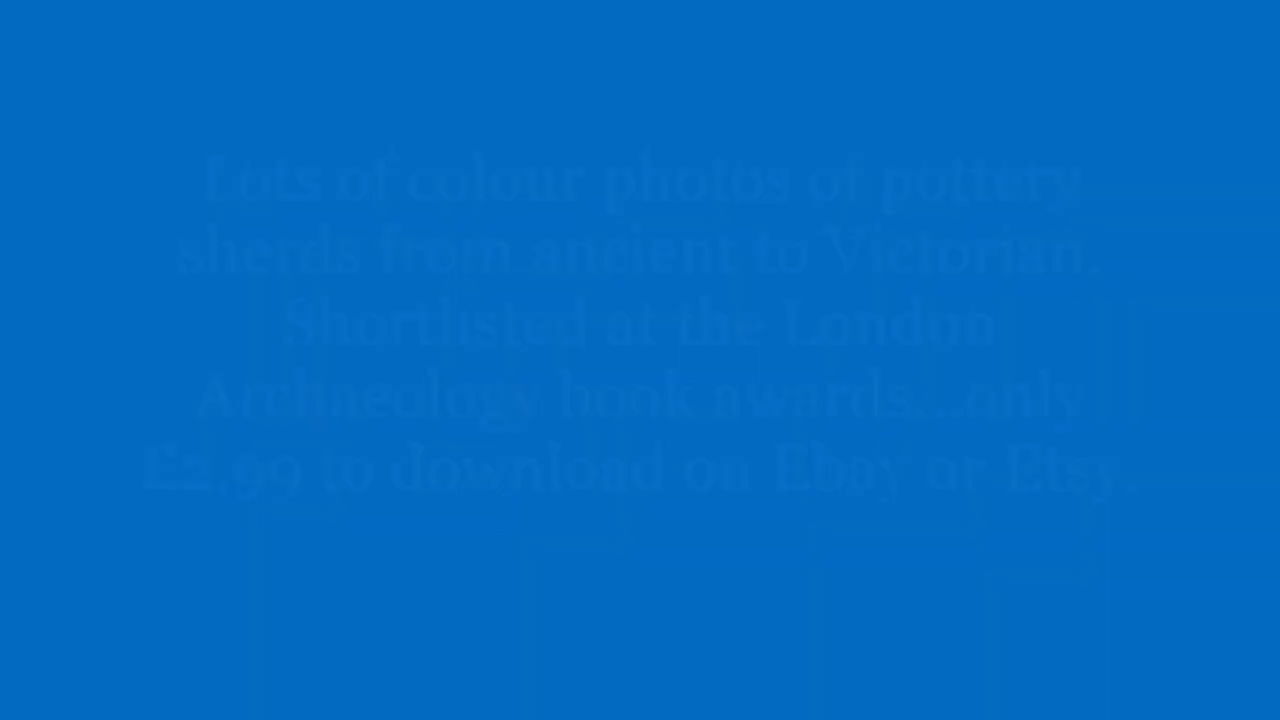 Lots of colour photos of pottery
sherds from ancient to Victorian.
Shortlisted at the London
Archaeology book awards...only
£2.99 to download on Ebay or Etsy.